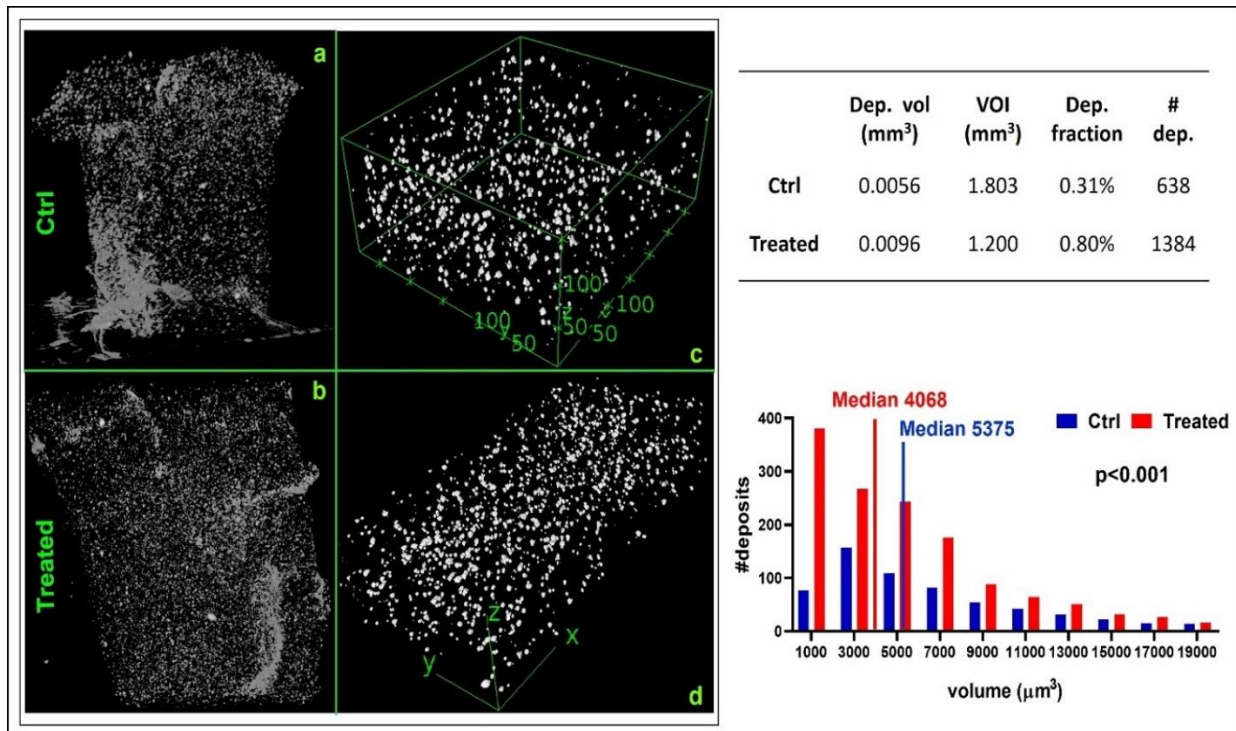 a
Ctrl
100
y
50
100
z
50
100
50
c
b
Treated
z
x
y
d
Dep. vol (mm³) VOI (mm³) Dep. fraction # dep.
Ctrl 0.0056 1.803 0.31% 638
Treated 0.0096 1.200 0.80% 1384
Median 4068
Median 5375
Ctrl Treated
p<0.001
#deposits
400
300
200
100
0
1000 3000 5000 7000 9000 11000 13000 15000 17000 19000
volume (µm³)